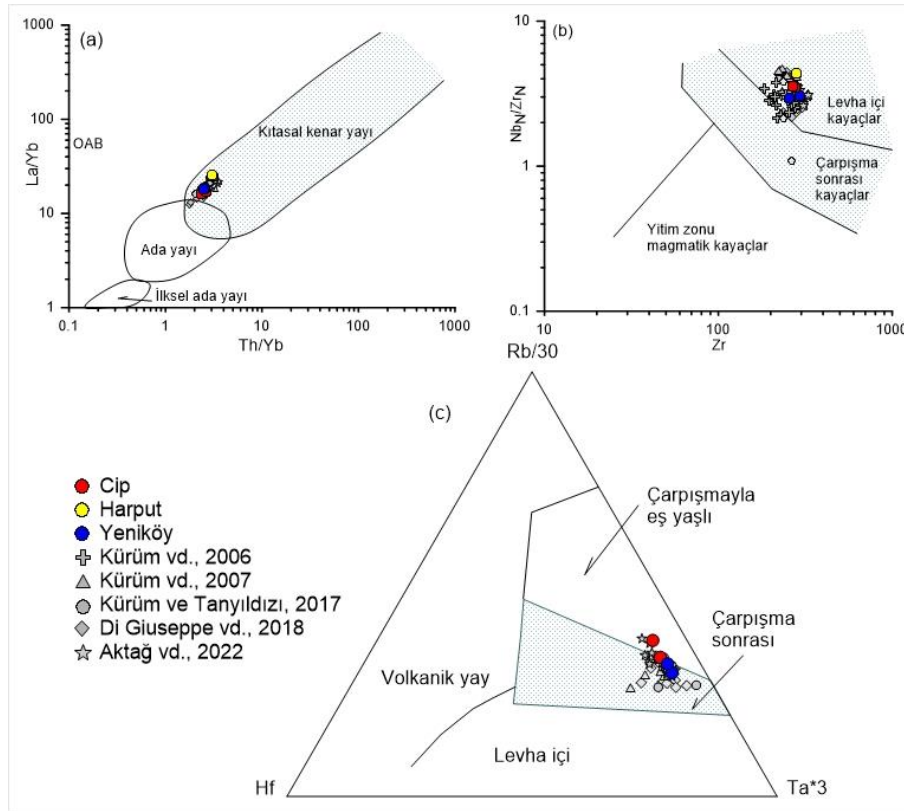 (a)
1000
100
10
1
La/Yb
OAB
Kıtasal kenar yayı
Ada yayı
İlksel ada yayı
0.1
1
10
100
1000
Th/Yb
(b)
10
1
0.1
NbN/ZrN
Levha içi
kayaçlar
Çarpışma
sonrası
kayaçlar
Yitim zonu
magmatik kayaçlar
10
100
1000
Zr
Rb/30
(c)
Cip
Harput
Yeniköy
Kürüm vd., 2006
Kürüm vd., 2007
Kürüm ve Tanyıldızı, 2017
Di Giuseppe vd., 2018
Aktağ vd., 2022
Çarpışmayla
eş yaşlı
Çarpışma
sonrası
Volkanik yay
Levha içi
Hf
Ta*3